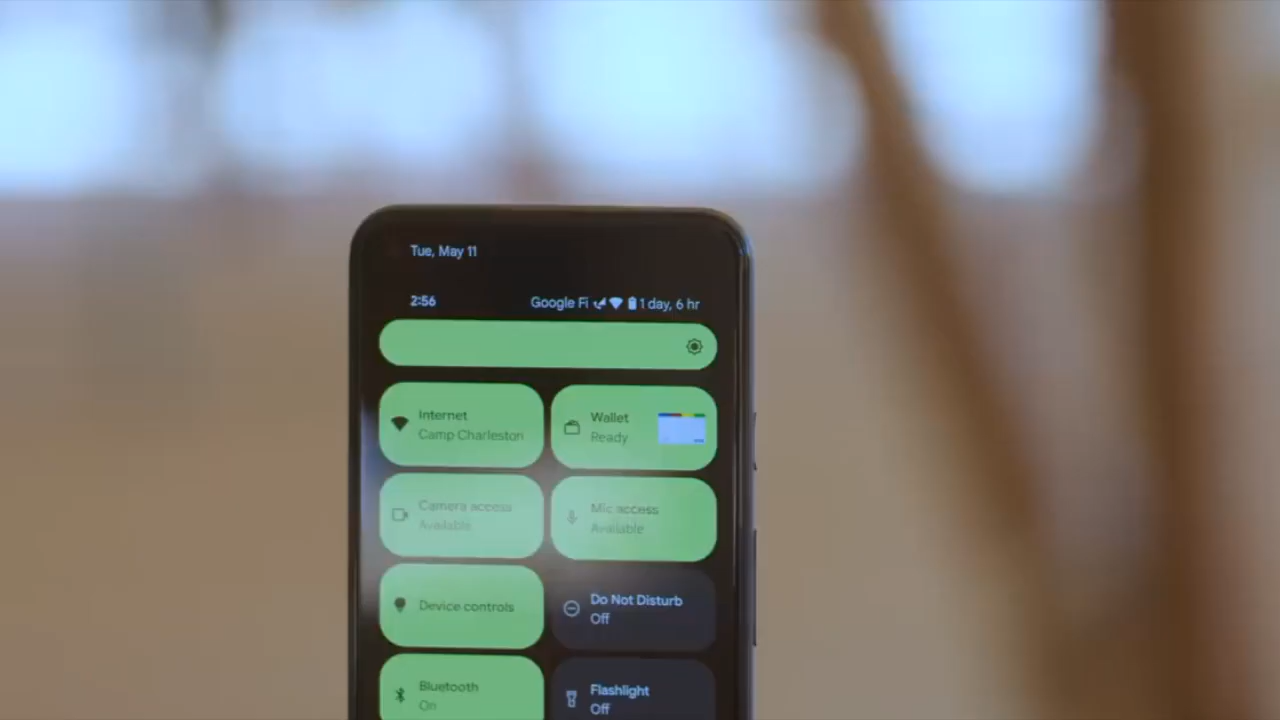 Tue, May 11
2:56
Google Fi 1 day, 6 hr
Internet
Camp Charleston
Wallet
Ready
Camera access
Available
Mic access
Available
Device controls
Do Not Disturb
Off
Bluetooth
On
Flashlight
Off